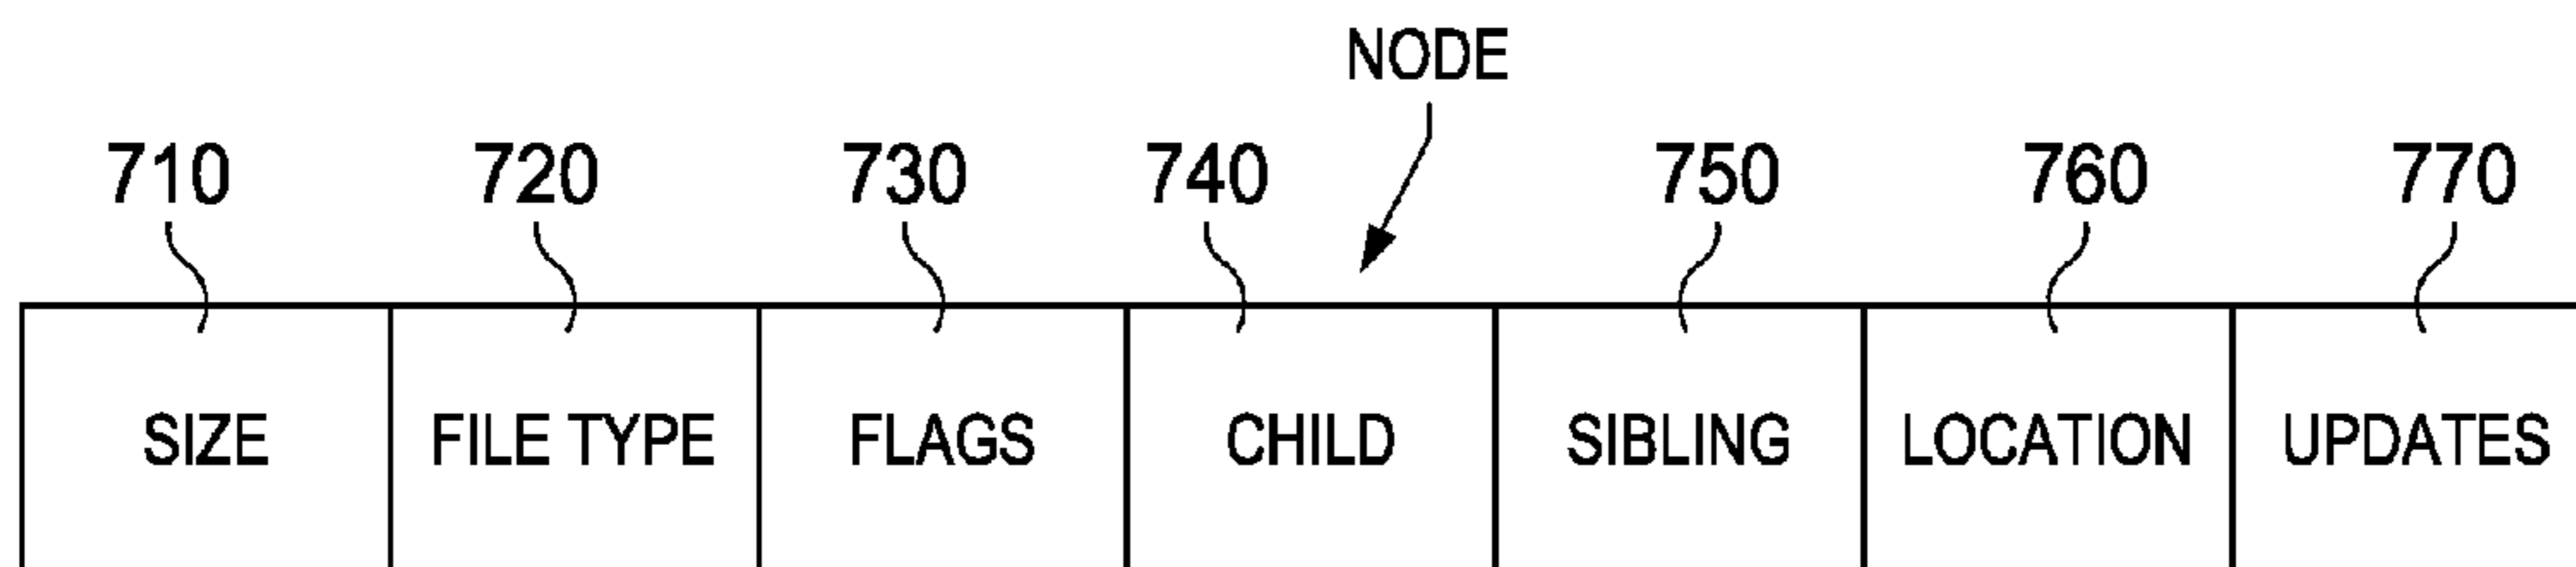 NODE
710 720 730 740 750 760 770
SIZE FILE TYPE FLAGS CHILD SIBLING LOCATION UPDATES